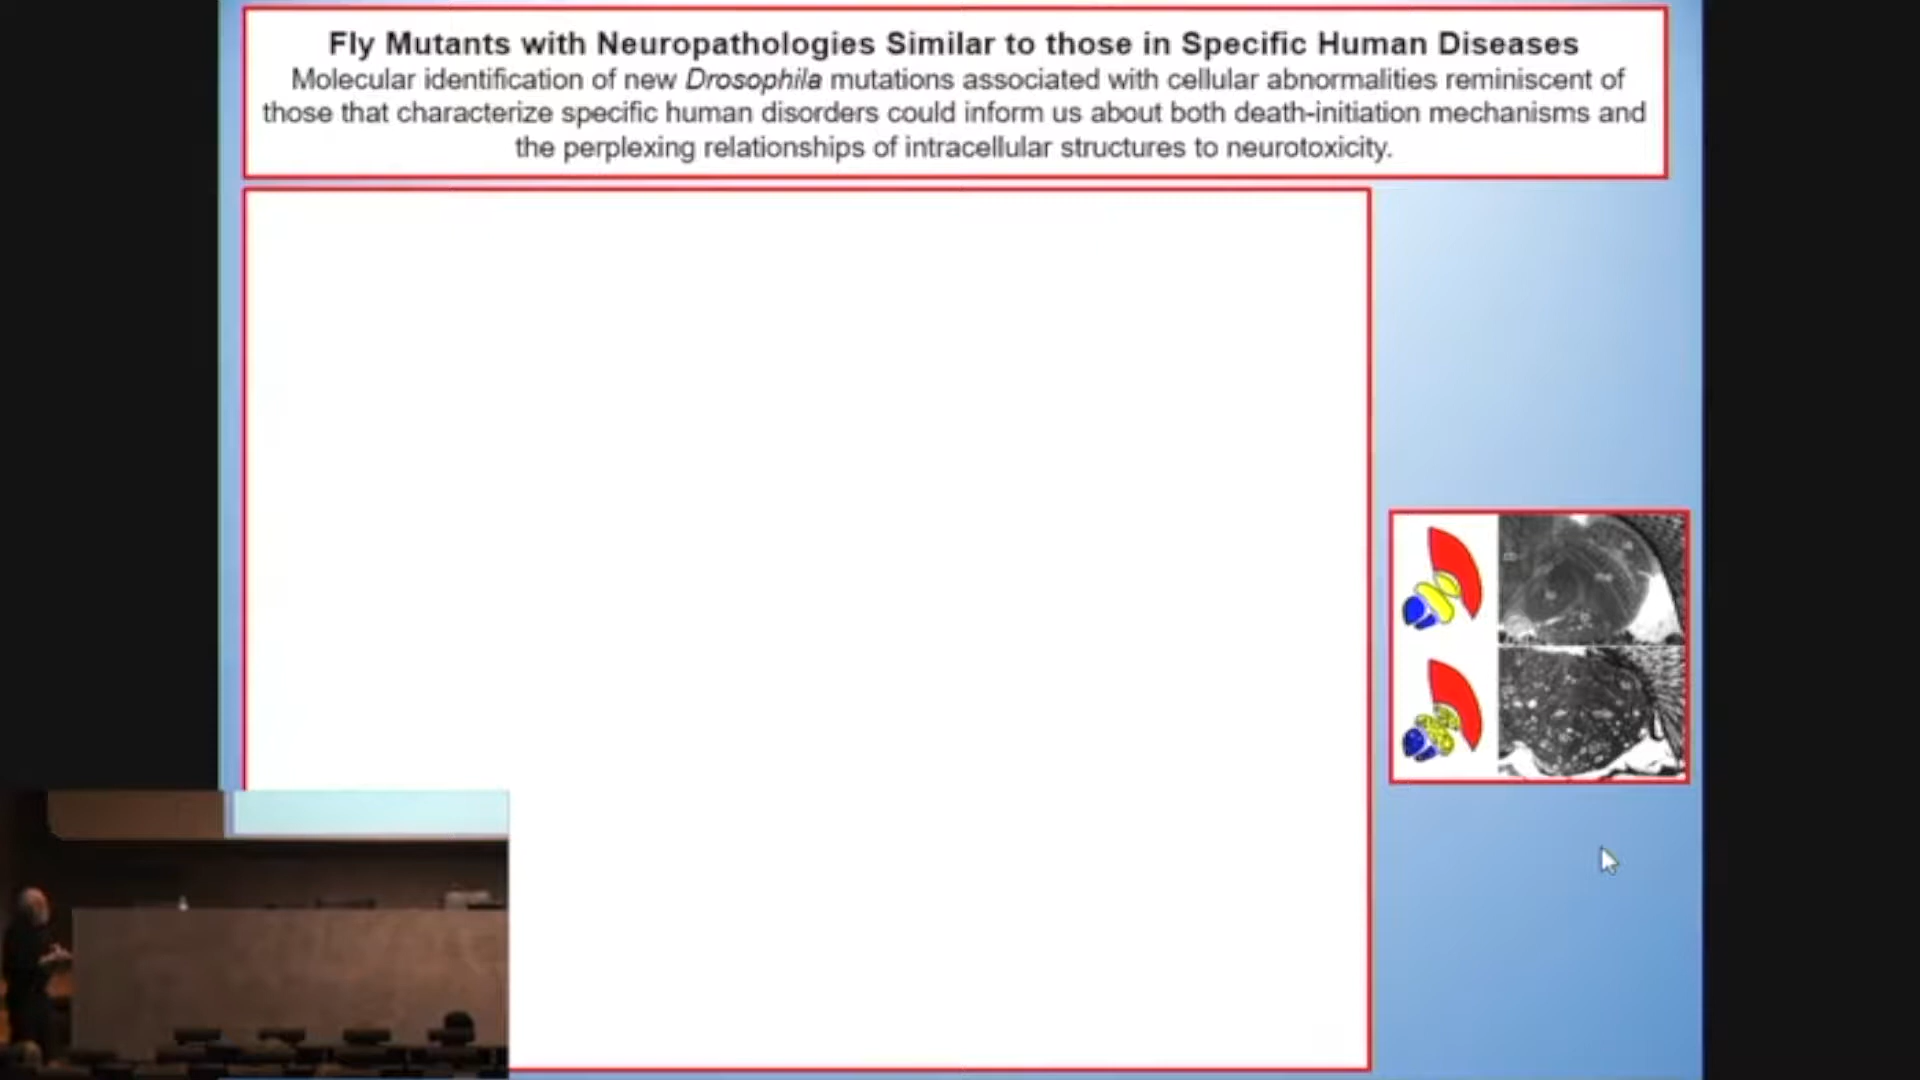 Fly Mutants with Neuropathologies Similar to those in Specific Human Diseases
Molecular identification of new Drosophila mutations associated with cellular abnormalities reminiscent of
those that characterize specific human disorders could inform us about both death-initiation mechanisms and
the perplexing relationships of intracellular structures to neurotoxicity.